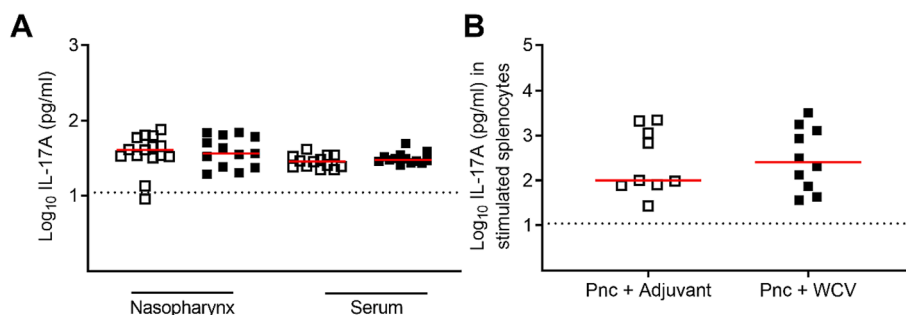 A
Log10 IL-17A (pg/ml)
3
2
1
Nasopharynx
Serum
B
Log10 IL-17A (pg/ml) in
stimulated splenocytes
5
4
3
2
1
Pnc + Adjuvant
Pnc + WCV